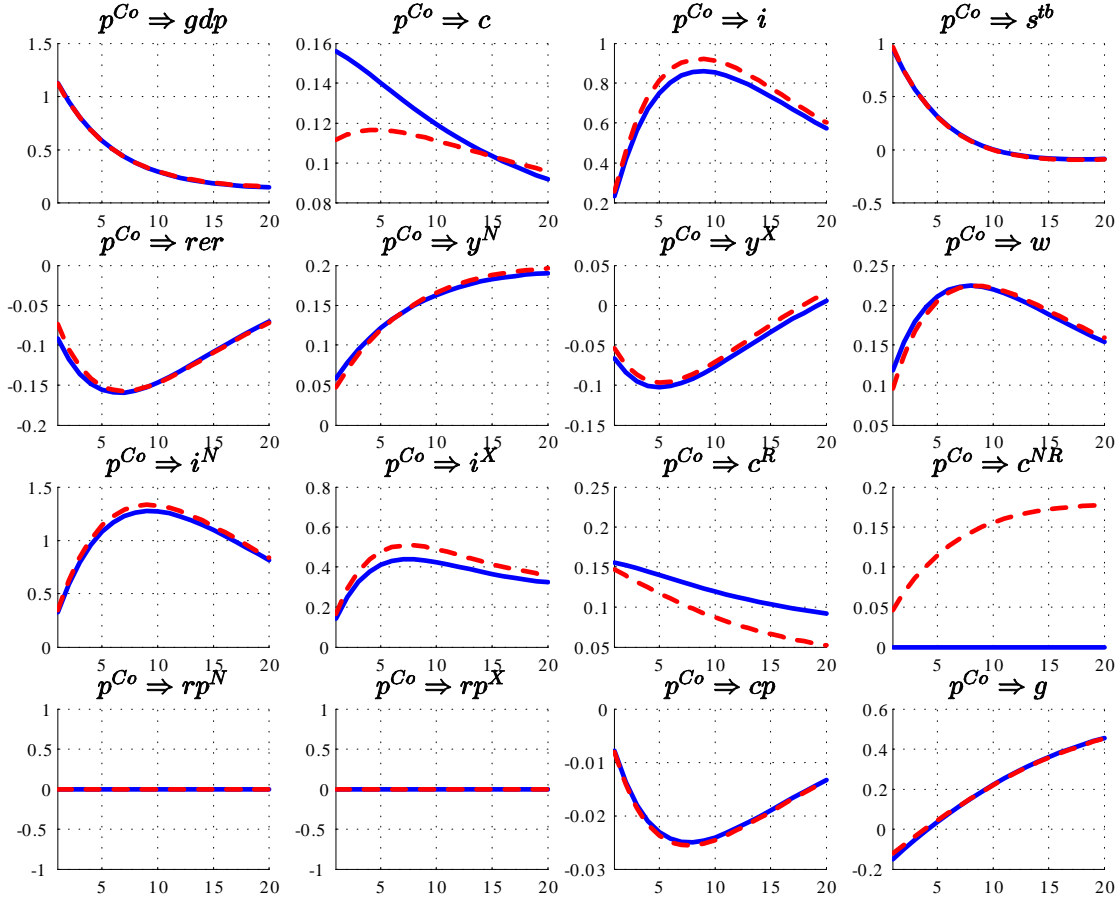 p^{Co} ⇒ gdp p^{Co} ⇒ c p^{Co} ⇒ i p^{Co} ⇒ s^{tb}
1.5 0.16 1 1
1 0.14 0.8 0.5
0.12 0.6
0.5 0.1 0.4 0
0 0.08 0.2 -0.5
5 10 15 20 5 10 15 20 5 10 15 20 5 10 15 20
p^{Co} ⇒ rer p^{Co} ⇒ y^N p^{Co} ⇒ y^X p^{Co} ⇒ w
0 0.2 0.05 0.25
-0.05 0.15 0 0.2
-0.1 0.1 -0.05 0.15
-0.15 0.05 -0.1 0.1
-0.2 0 -0.15 0.05
5 10 15 20 5 10 15 20 5 10 15 20 5 10 15 20
p^{Co} ⇒ i^N p^{Co} ⇒ i^X p^{Co} ⇒ c^R p^{Co} ⇒ c^{NR}
1.5 0.8 0.25 0.2
1 0.6 0.2 0.15
0.4 0.15 0.1
0.5 0.2 0.1 0.05
0 0 0.05 0
5 10 15 20 5 10 15 20 5 10 15 20 5 10 15 20
p^{Co} ⇒ rp^N p^{Co} ⇒ rp^X p^{Co} ⇒ cp p^{Co} ⇒ g
1 1 0 0.6
0.5 0.5 -0.01 0.4
0 0 0.2
-0.5 -0.5 -0.02 0
-1 -1 -0.03 -0.2
5 10 15 20 5 10 15 20 5 10 15 20 5 10 15 20